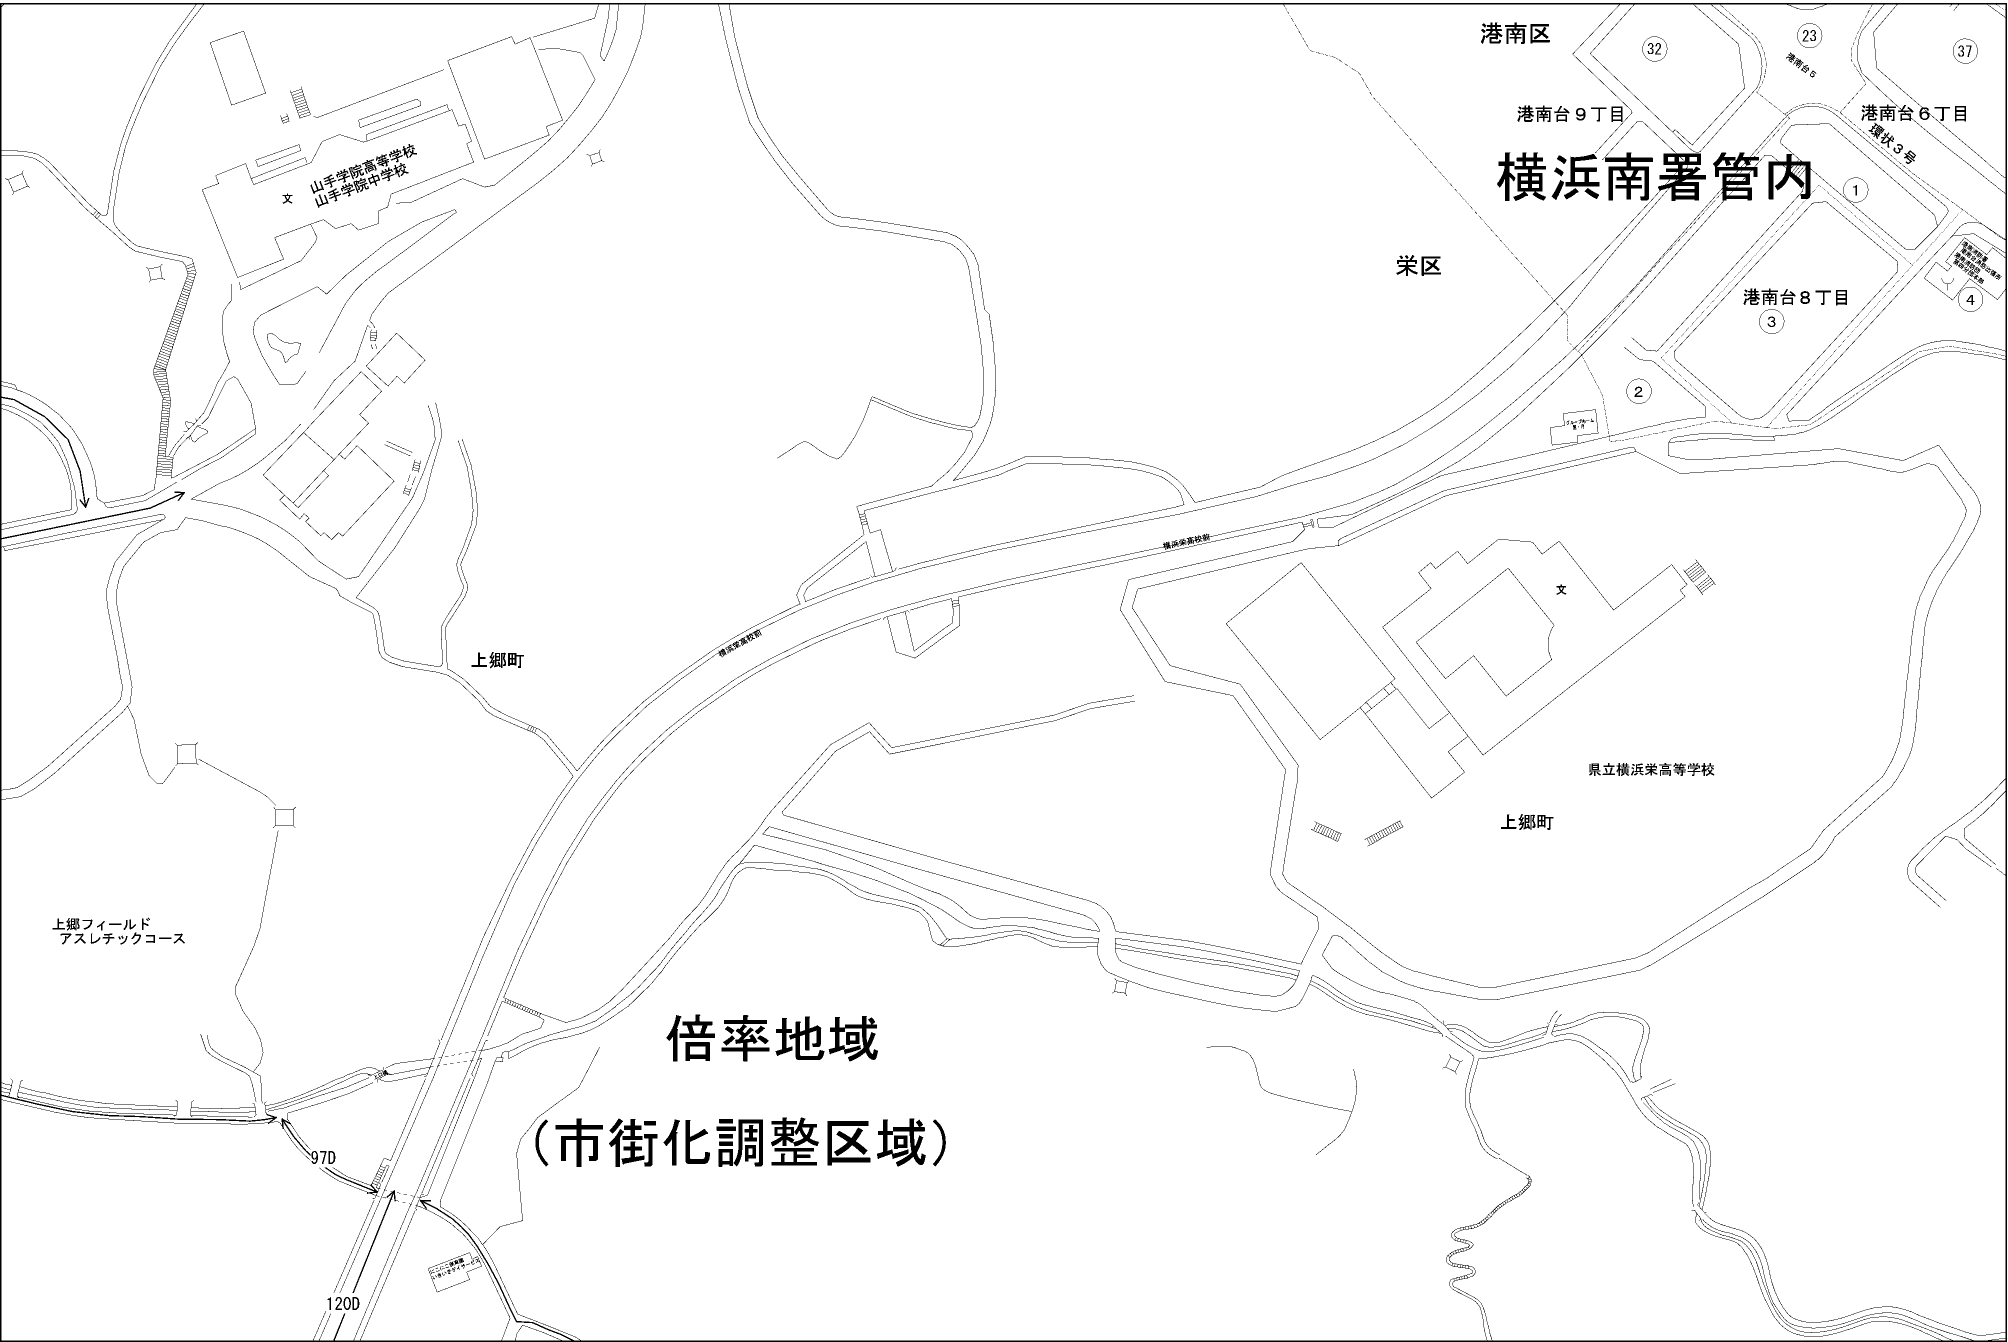 港南区
32
23
37
港南台５
港南台９丁目
港南台６丁目
環状３号
横浜南署管内
1
山手学院高等学校
山手学院中学校
文
栄区
港南台８丁目
3
4
2
横浜栄高校前
文
横浜栄高校前
上郷町
県立横浜栄高等学校
上郷町
上郷フィールド
アスレチックコース
倍率地域
（市街化調整区域）
97D
120D